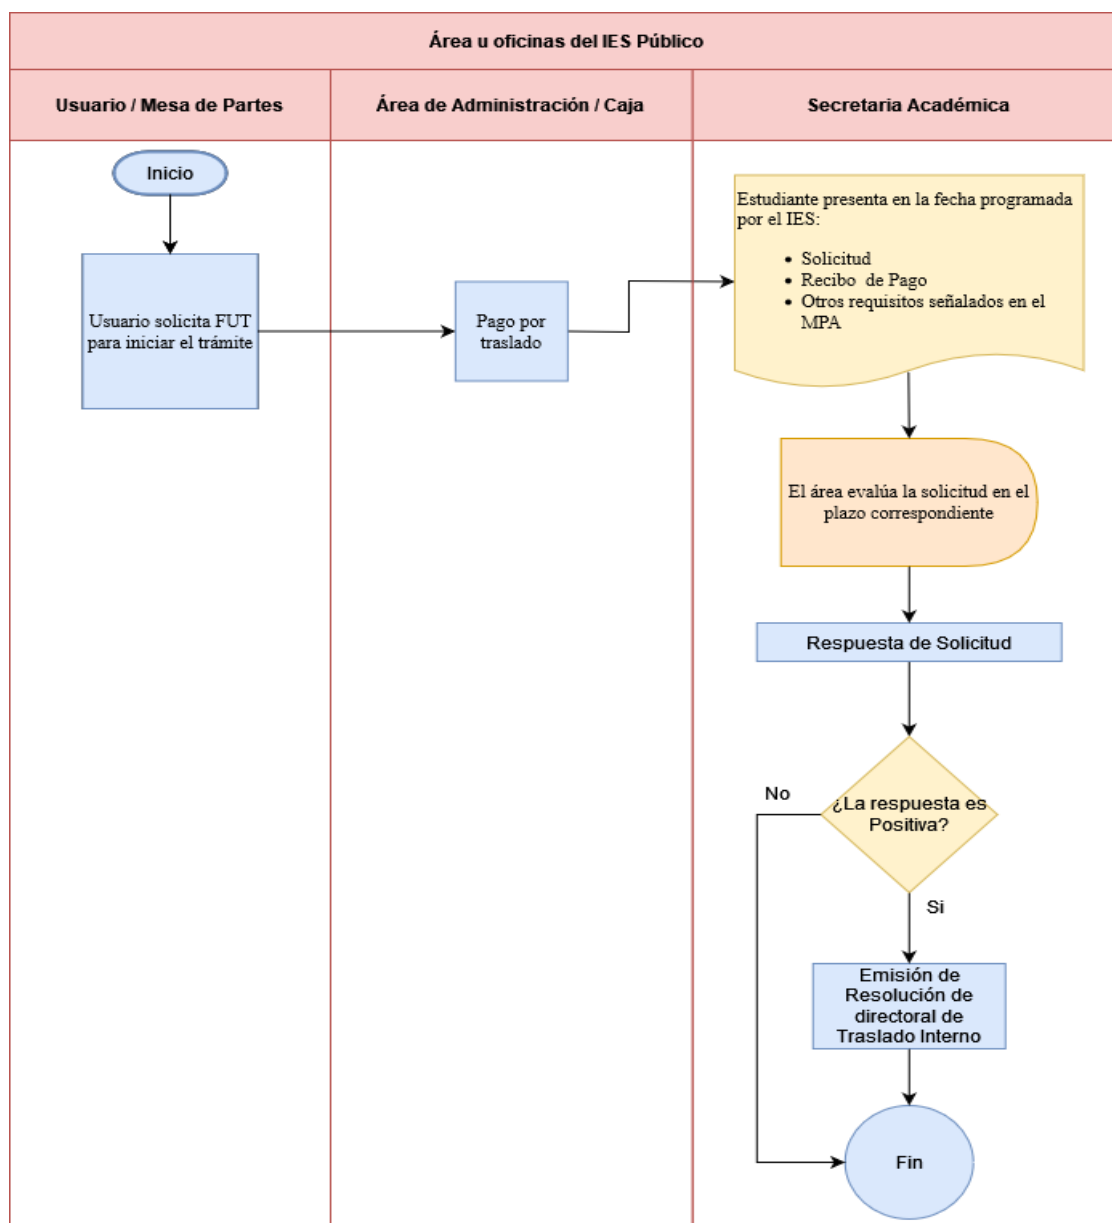 Área u oficinas del IES Público
Usuario / Mesa de Partes
Área de Administración / Caja
Secretaria Académica
Inicio
Usuario solicita FUT
para iniciar el trámite
Pago por
traslado
Estudiante presenta en la fecha programada
por el IES:
• Solicitud
• Recibo de Pago
• Otros requisitos señalados en el
MPA
El área evalúa la solicitud en el
plazo correspondiente
Respuesta de Solicitud
¿La respuesta es
Positiva?
No
Si
Emisión de
Resolución de
directoral de
Traslado Interno
Fin